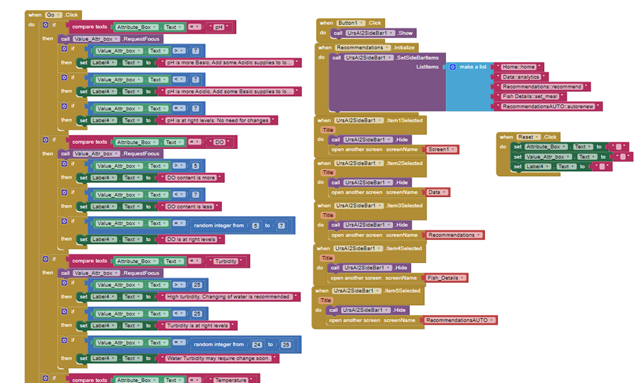 when Go .Click
do if compare texts Attribute_Box . Text = " pH "
then call Value_Attr_box .RequestFocus
if Value_Attr_box . Text > 7
then set Label4 . Text to " pH is more Basic. Add some Acidic supplies to lo...
if Value_Attr_box . Text < 7
then set Label4 . Text to " pH is more Acidic. Add some Basic supplies to in...
if Value_Attr_box . Text = 7
then set Label4 . Text to " pH is at right levels. No need for changes "
if compare texts Attribute_Box . Text = " DO "
then call Value_Attr_box .RequestFocus
if Value_Attr_box . Text
then set Label4 . Text to " DO content is more "
if Value_Attr_box . Text
then set Label4 . Text to " DO content is less "
if Value_Attr_box . Text = random integer from 5 to 7
then set Label4 . Text to " DO is at right levels "
if compare texts Attribute_Box . Text = " Turbidity "
then call Value_Attr_box .RequestFocus
if Value_Attr_box . Text > 25
then set Label4 . Text to " High turbidity. Changing of water is recommended "
if Value_Attr_box . Text < 25
then set Label4 . Text to " Turbidity is at right levels "
if Value_Attr_box . Text = random integer from 24 to 25
then set Label4 . Text to " Water Turbidity may require change soon. "
if compare texts Attribute_Box . Text = " Temperature "
when Button1 .Click
do call UrsAI2SideBar1 .Show
when Recommendations .Initialize
do call UrsAI2SideBar1 .SetSideBarItems
ListItems make a list " Home::home "
" Data::analytics "
" Recommendations::recommend "
" Fish Details::set_meal "
" RecommendationsAUTO::autorenew "
when UrsAI2SideBar1 .Item1Selected
Title
do call UrsAI2SideBar1 .Hide
open another screen screenName Screen1
when UrsAI2SideBar1 .Item2Selected
Title
do call UrsAI2SideBar1 .Hide
open another screen screenName Data
when UrsAI2SideBar1 .Item3Selected
Title
do call UrsAI2SideBar1 .Hide
open another screen screenName Recommendations
when UrsAI2SideBar1 .Item4Selected
Title
do call UrsAI2SideBar1 .Hide
open another screen screenName Fish_Details
when UrsAI2SideBar1 .Item5Selected
Title
do call UrsAI2SideBar1 .Hide
open another screen screenName RecommendationsAUTO
when Reset .Click
do set Attribute_Box . Text to " "
set Value_Attr_box . Text to " "
set Label4 . Text to " "